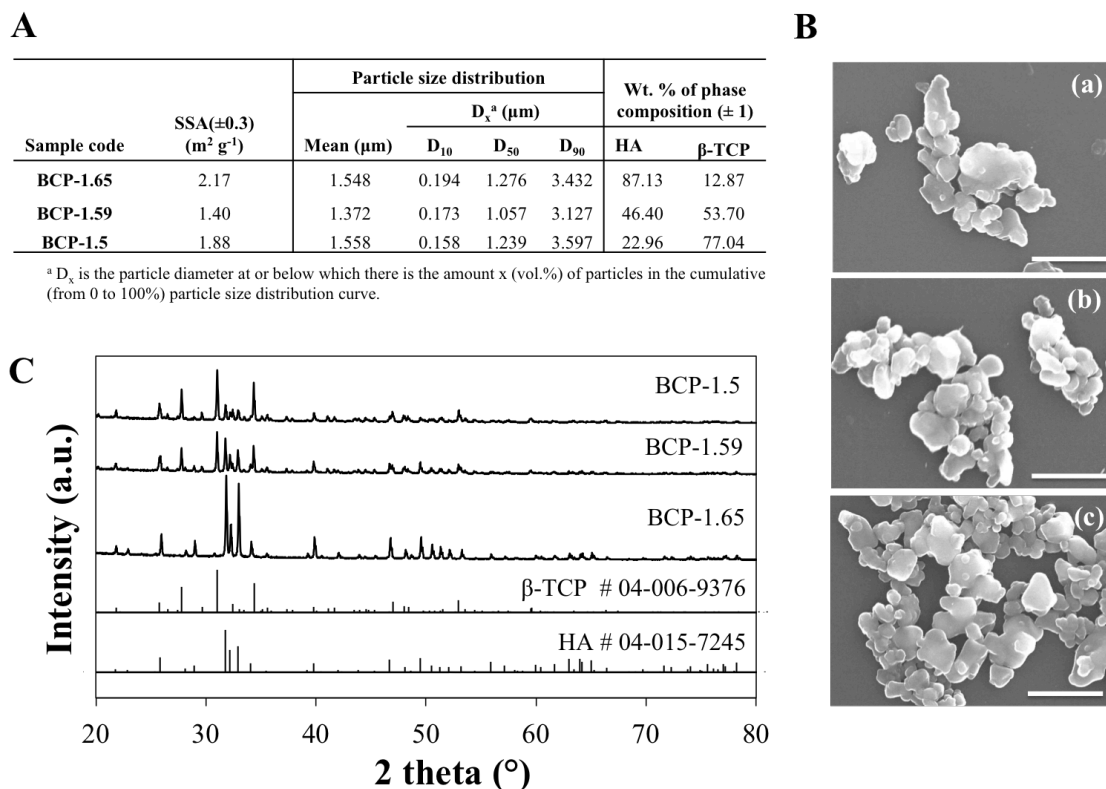 A
B
Particle size distribution
Wt. % of phase
composition (± 1)
SSA(±0.3)
(m² g⁻¹)
Dₓᵃ (µm)
Sample code
Mean (µm)
D₁₀
D₅₀
D₉₀
HA
β-TCP
BCP-1.65 2.17 1.548 0.194 1.276 3.432 87.13 12.87
BCP-1.59 1.40 1.372 0.173 1.057 3.127 46.40 53.70
BCP-1.5 1.88 1.558 0.158 1.239 3.597 22.96 77.04
ᵃ Dₓ is the particle diameter at or below which there is the amount x (vol.%) of particles in the cumulative
(from 0 to 100%) particle size distribution curve.
(a)
(b)
(c)
C
BCP-1.5
BCP-1.59
BCP-1.65
β-TCP # 04-006-9376
HA # 04-015-7245
Intensity (a.u.)
20 30 40 50 60 70 80
2 theta (°)